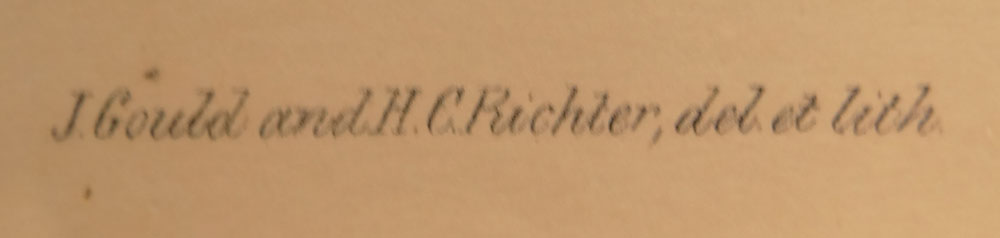 J. Gould and H. C. Richter, del. et lith.